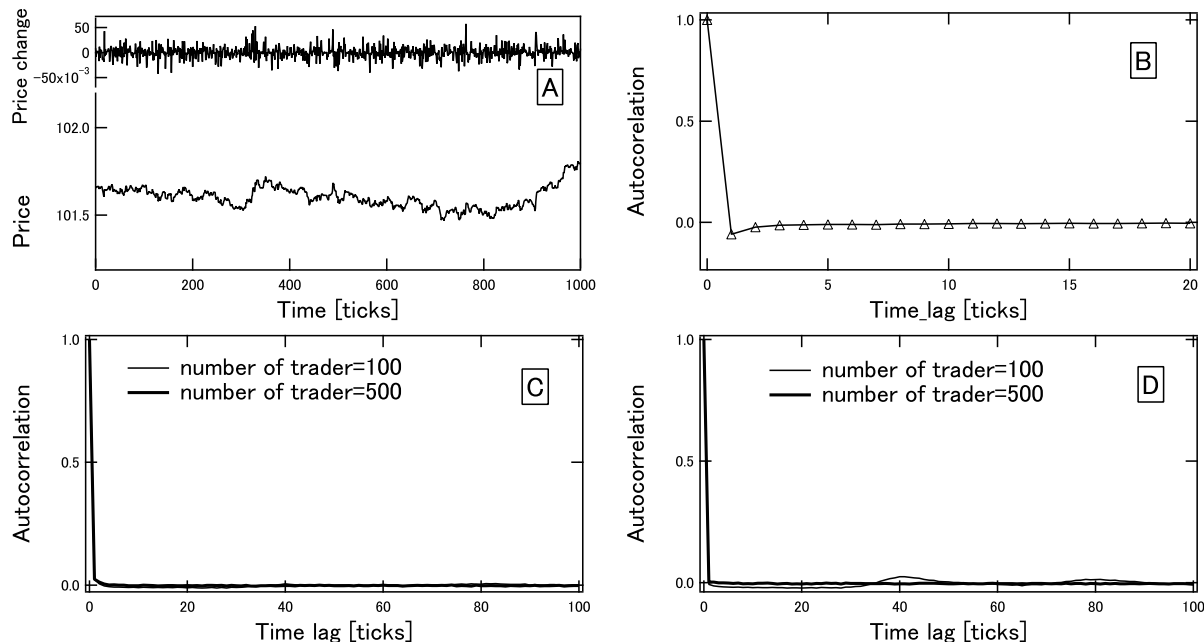 Price change
50
0
−50x10⁻³
A
102.0
101.5
Price
0
200
400
600
800
1000
Time [ticks]
1.0
0.5
0.0
Autocorelation
B
0
5
10
15
20
Time_lag [ticks]
1.0
0.5
0.0
Autocorrelation
number of trader=100
number of trader=500
C
0
20
40
60
80
100
Time lag [ticks]
1.0
0.5
0.0
Autocorrelation
number of trader=100
number of trader=500
D
0
20
40
60
80
100
Time lag [ticks]